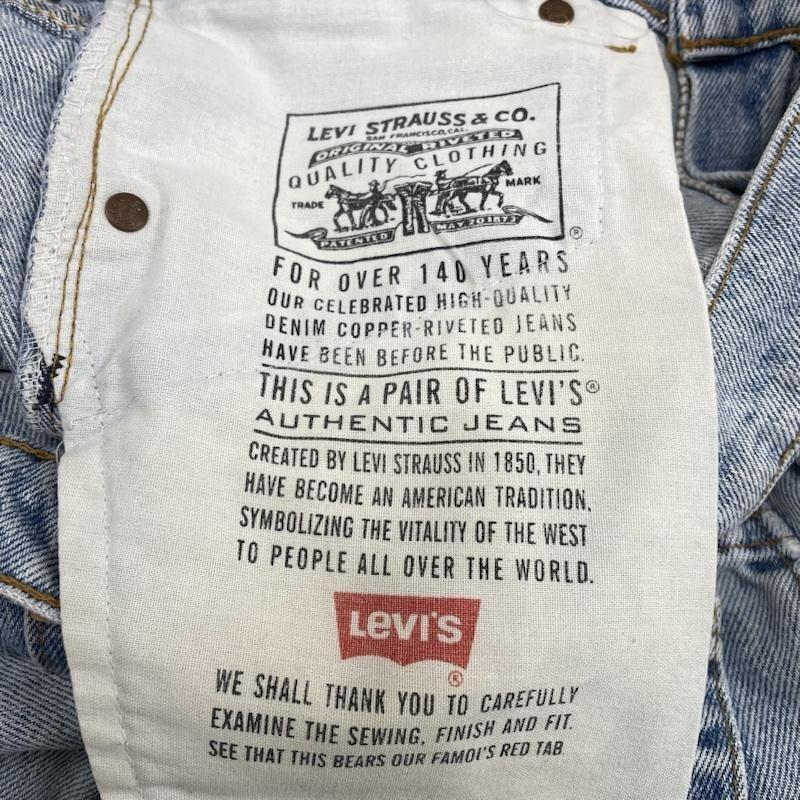 LEVI STRAUSS & CO.
SAN FRANCISCO, CAL.
ORIGINAL RIVETED
QUALITY CLOTHING
TRADE MARK
PATENTED MAY 20 1873
®
FOR OVER 140 YEARS
OUR CELEBRATED HIGH-QUALITY
DENIM COPPER-RIVETED JEANS
HAVE BEEN BEFORE THE PUBLIC.
THIS IS A PAIR OF LEVI'S®
AUTHENTIC JEANS
CREATED BY LEVI STRAUSS IN 1850, THEY
HAVE BECOME AN AMERICAN TRADITION,
SYMBOLIZING THE VITALITY OF THE WEST
TO PEOPLE ALL OVER THE WORLD.
LEVI'S
®
WE SHALL THANK YOU TO CAREFULLY
EXAMINE THE SEWING, FINISH AND FIT.
SEE THAT THIS BEARS OUR FAMOI'S RED TAB